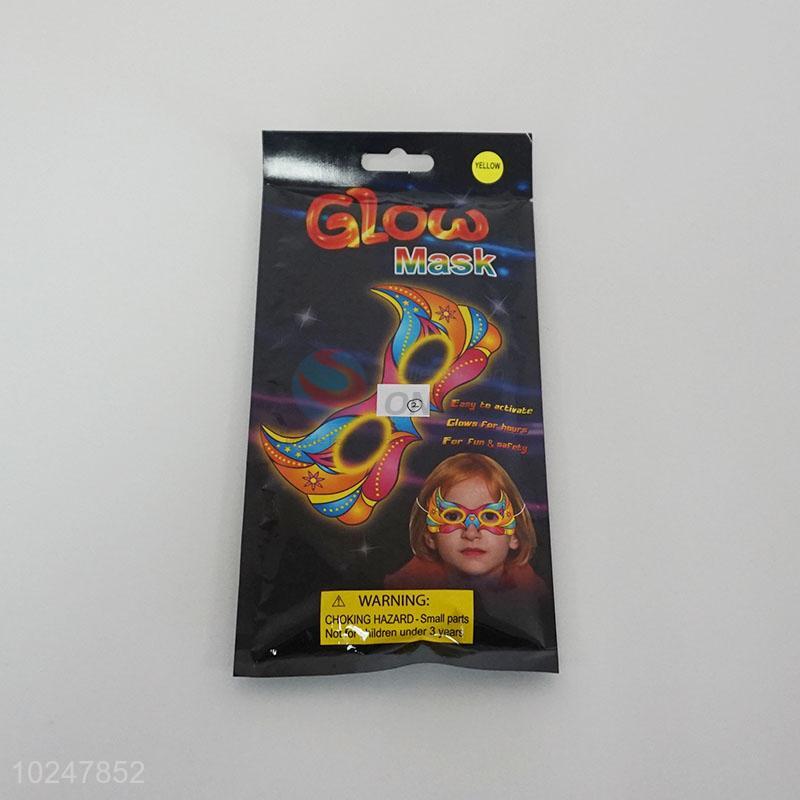 YELLOW
Glow
Mask
②
Easy to activate
Glows for hours
For fun & safety
⚠ WARNING:
CHOKING HAZARD - Small parts
Not for children under 3 years
10247852